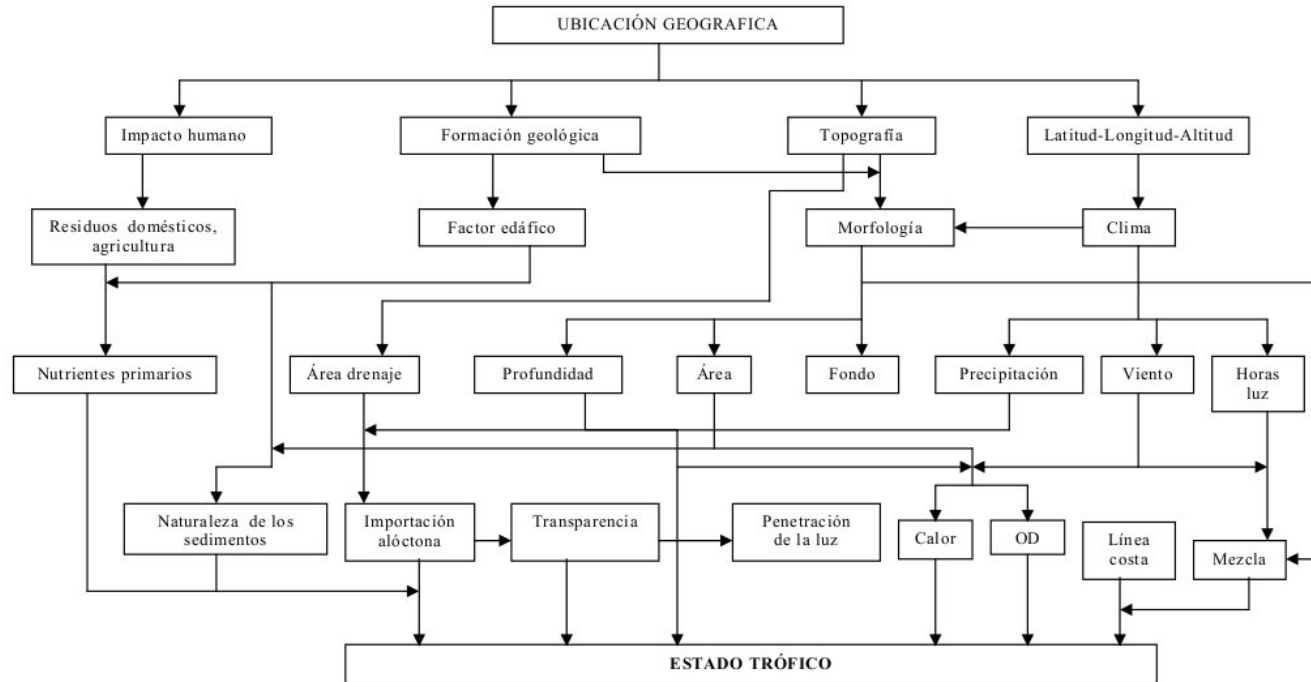 UBICACIÓN GEOGRAFICA
Impacto humano
Formación geológica
Topografía
Latitud-Longitud-Altitud
Residuos domésticos,
agricultura
Factor edáfico
Morfología
Clima
Nutrientes primarios
Área drenaje
Profundidad
Área
Fondo
Precipitación
Viento
Horas
luz
Naturaleza de los
sedimentos
Importación
alóctona
Transparencia
Penetración
de la luz
Calor
OD
Línea
costa
Mezcla
ESTADO TRÓFICO